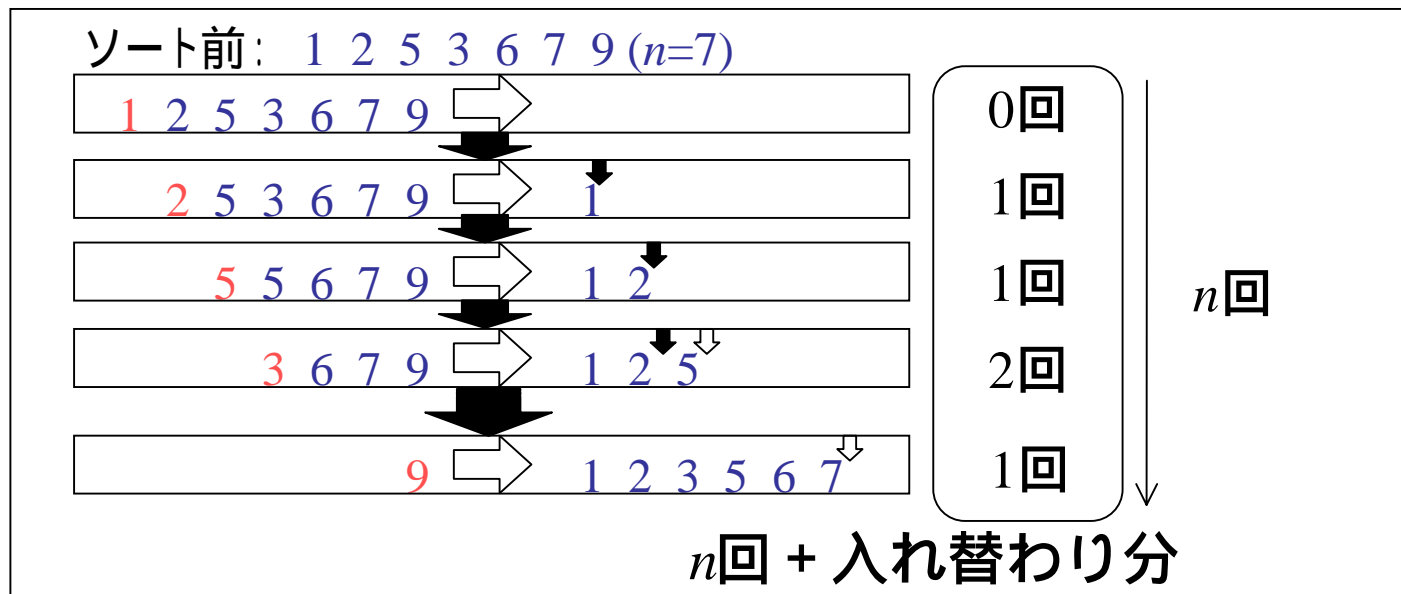 ソート前： 1 2 5 3 6 7 9 (n=7)
1 2 5 3 6 7 9 0回
2 5 3 6 7 9 1 1回
5 5 6 7 9 1 2 1回
n回
3 6 7 9 1 2 5 2回
9 1 2 3 5 6 7 1回
n回 + 入れ替わり分